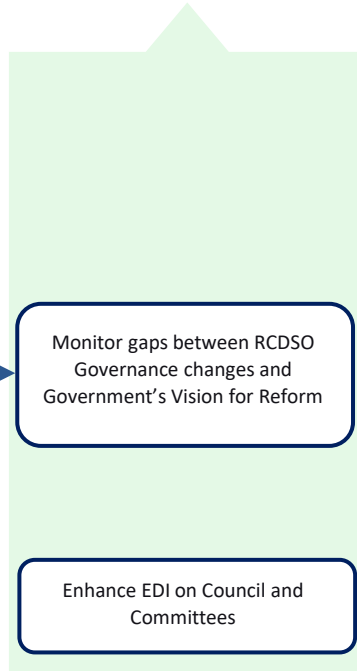 Monitor gaps between RCDSO
Governance changes and
Government’s Vision for Reform
Enhance EDI on Council and
Committees